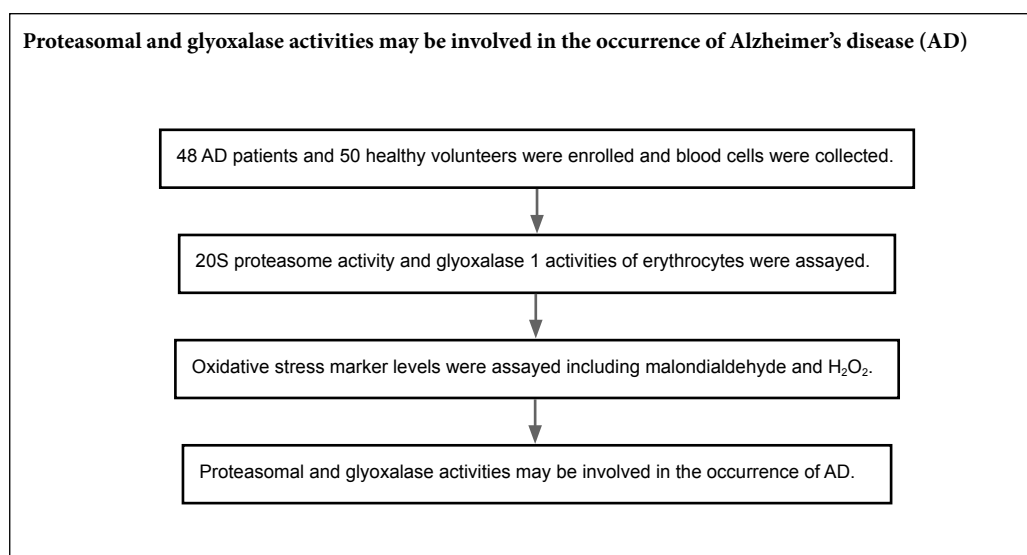 Proteasomal and glyoxalase activities may be involved in the occurrence of Alzheimer’s disease (AD)
48 AD patients and 50 healthy volunteers were enrolled and blood cells were collected.
20S proteasome activity and glyoxalase 1 activities of erythrocytes were assayed.
Oxidative stress marker levels were assayed including malondialdehyde and H₂O₂.
Proteasomal and glyoxalase activities may be involved in the occurrence of AD.